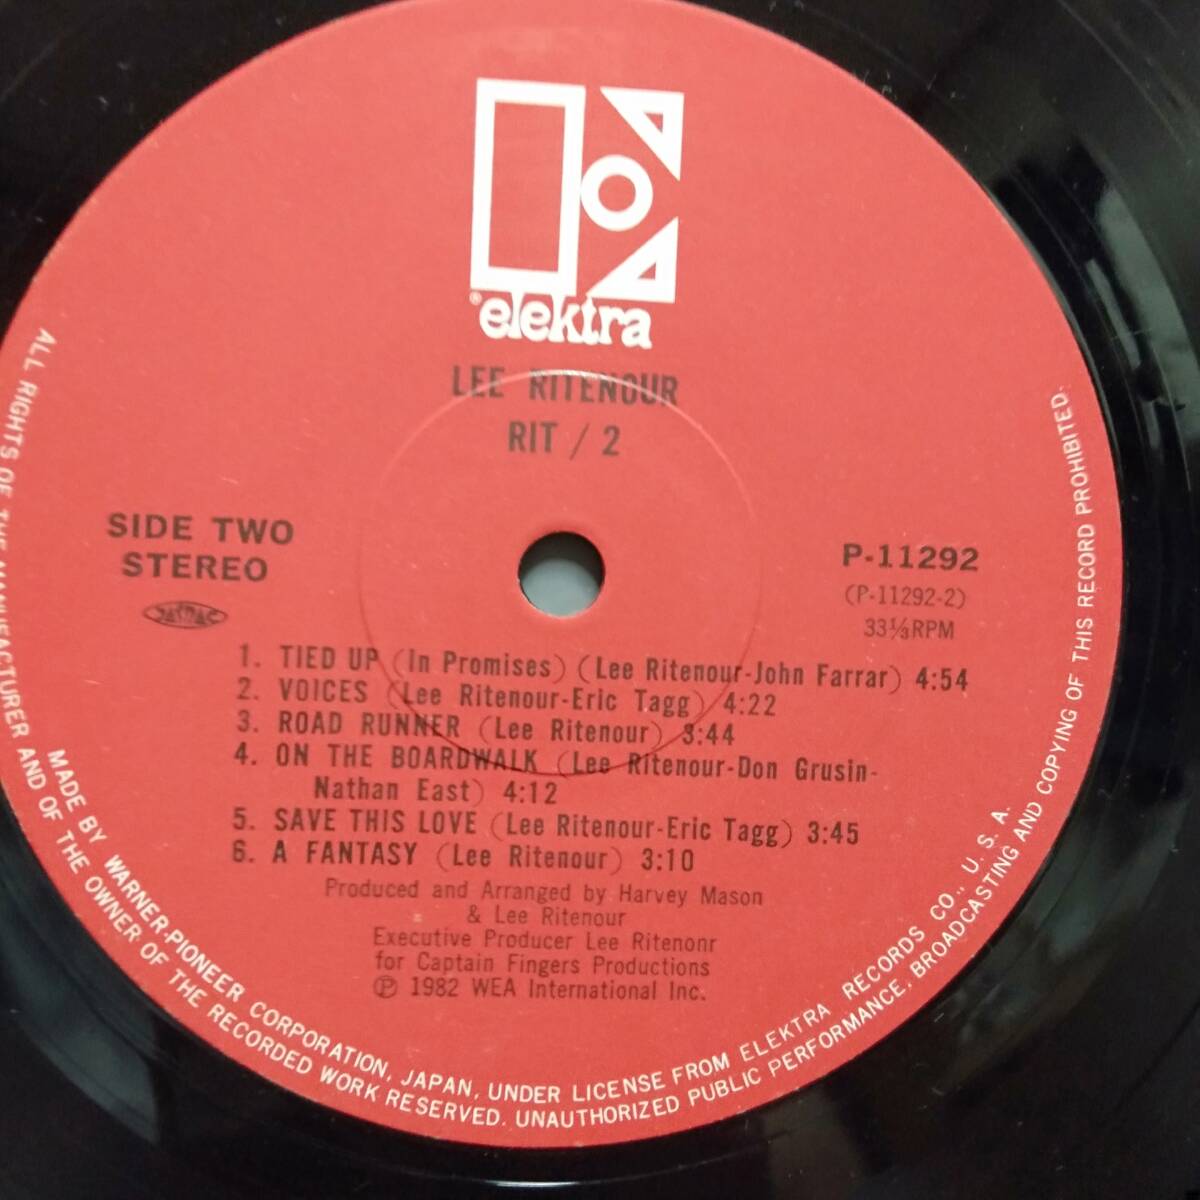 ®elektra
LEE RITENOUR
RIT / 2
SIDE TWO
STEREO
JASRAC
P-11292
(P-11292-2)
33⅓RPM
1. TIED UP (In Promises) (Lee Ritenour-John Farrar) 4:54
2. VOICES (Lee Ritenour-Eric Tagg) 4:22
3. ROAD RUNNER (Lee Ritenour) 3:44
4. ON THE BOARDWALK (Lee Ritenour-Don Grusin-
Nathan East) 4:12
5. SAVE THIS LOVE (Lee Ritenour-Eric Tagg) 3:45
6. A FANTASY (Lee Ritenour) 3:10
Produced and Arranged by Harvey Mason
& Lee Ritenour
Executive Producer Lee Ritenonr
for Captain Fingers Productions
℗ 1982 WEA International Inc.
MADE BY WARNER-PIONEER CORPORATION, JAPAN, UNDER LICENSE FROM ELEKTRA RECORDS CO., U. S. A.
ALL RIGHTS OF THE MANUFACTURER AND OF THE OWNER OF THE RECORDED WORK RESERVED. UNAUTHORIZED PUBLIC PERFORMANCE, BROADCASTING AND COPYING OF THIS RECORD PROHIBITED.